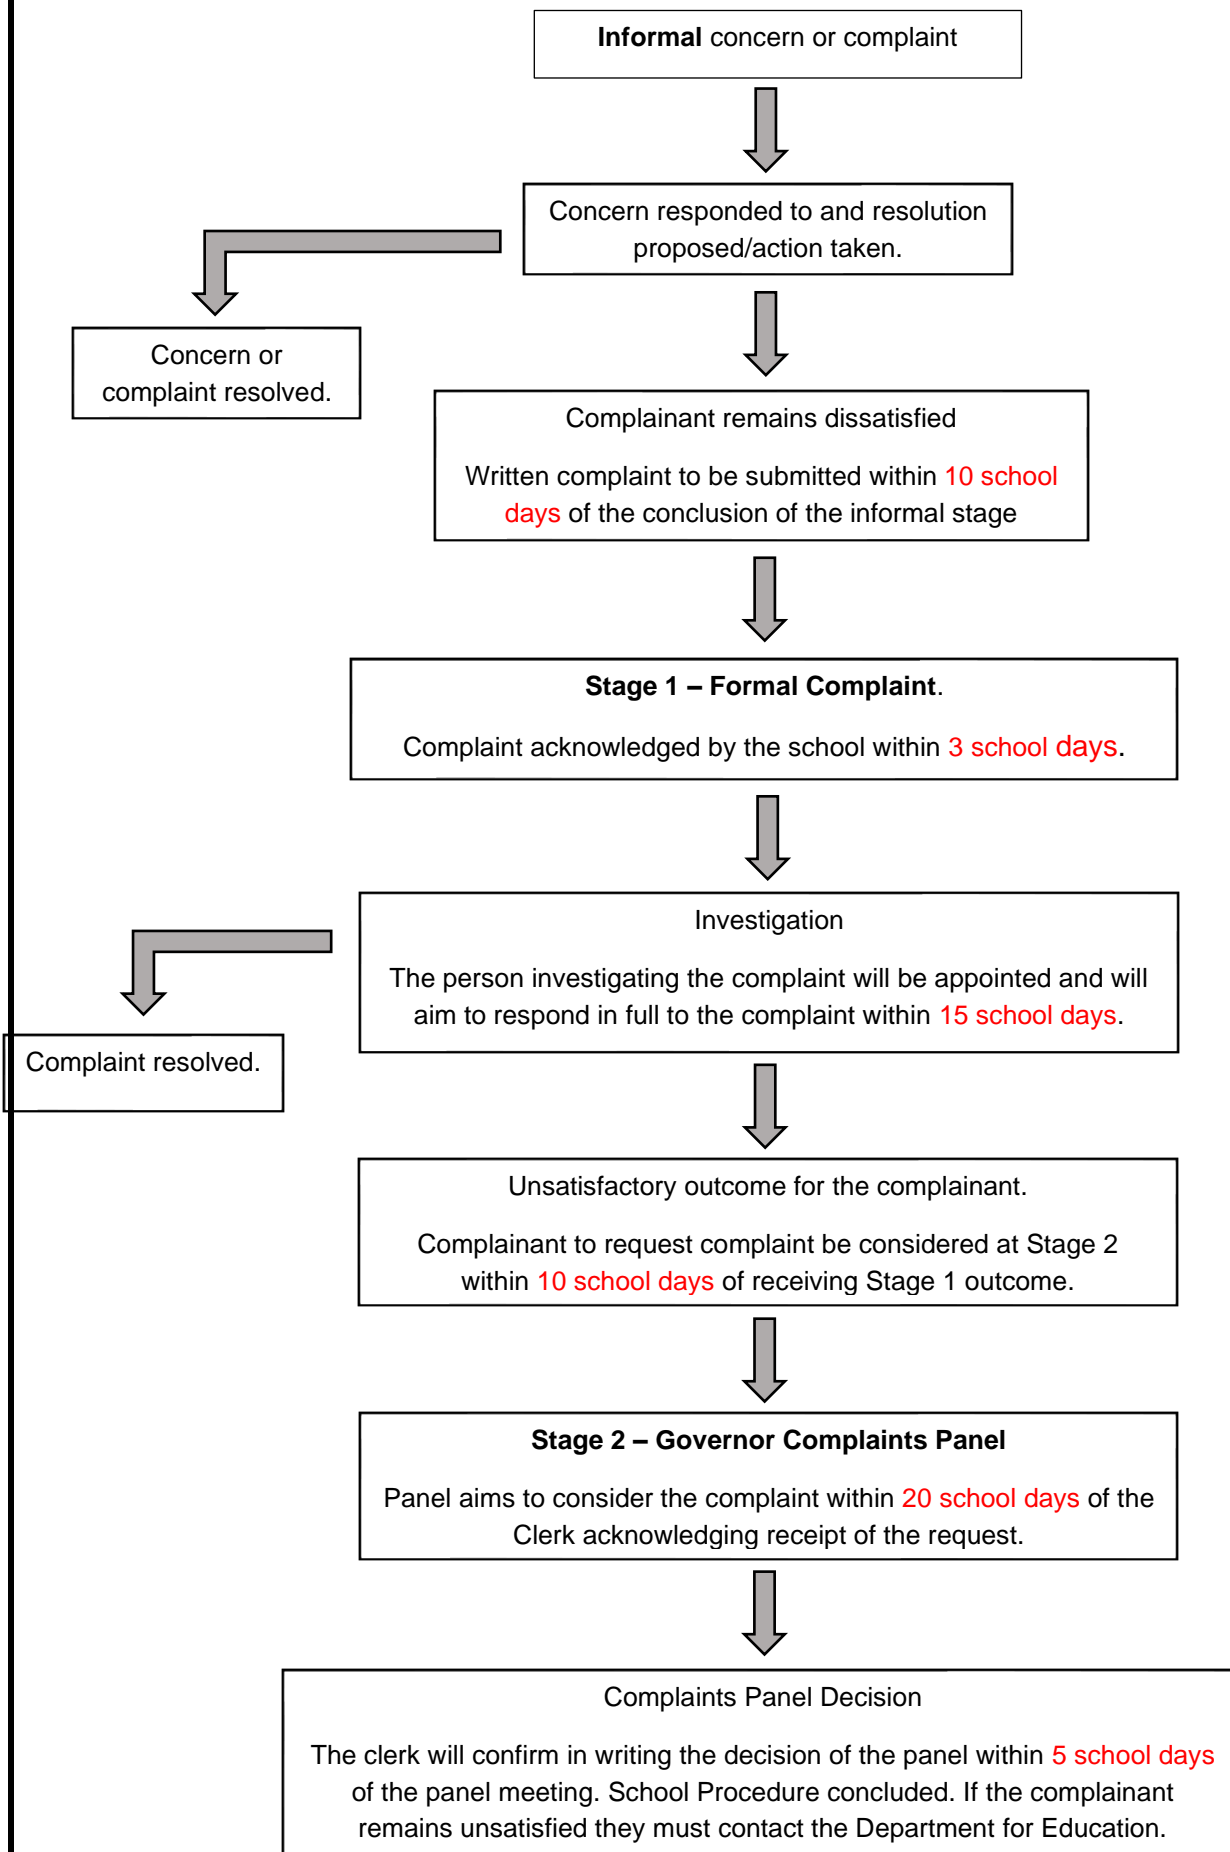 Informal concern or complaint
Concern responded to and resolution
proposed/action taken.
Concern or
complaint resolved.
Complainant remains dissatisfied
Written complaint to be submitted within 10 school
days of the conclusion of the informal stage
Stage 1 – Formal Complaint.
Complaint acknowledged by the school within 3 school days.
Investigation
The person investigating the complaint will be appointed and will
aim to respond in full to the complaint within 15 school days.
Complaint resolved.
Unsatisfactory outcome for the complainant.
Complainant to request complaint be considered at Stage 2
within 10 school days of receiving Stage 1 outcome.
Stage 2 – Governor Complaints Panel
Panel aims to consider the complaint within 20 school days of the
Clerk acknowledging receipt of the request.
Complaints Panel Decision
The clerk will confirm in writing the decision of the panel within 5 school days
of the panel meeting. School Procedure concluded. If the complainant
remains unsatisfied they must contact the Department for Education.